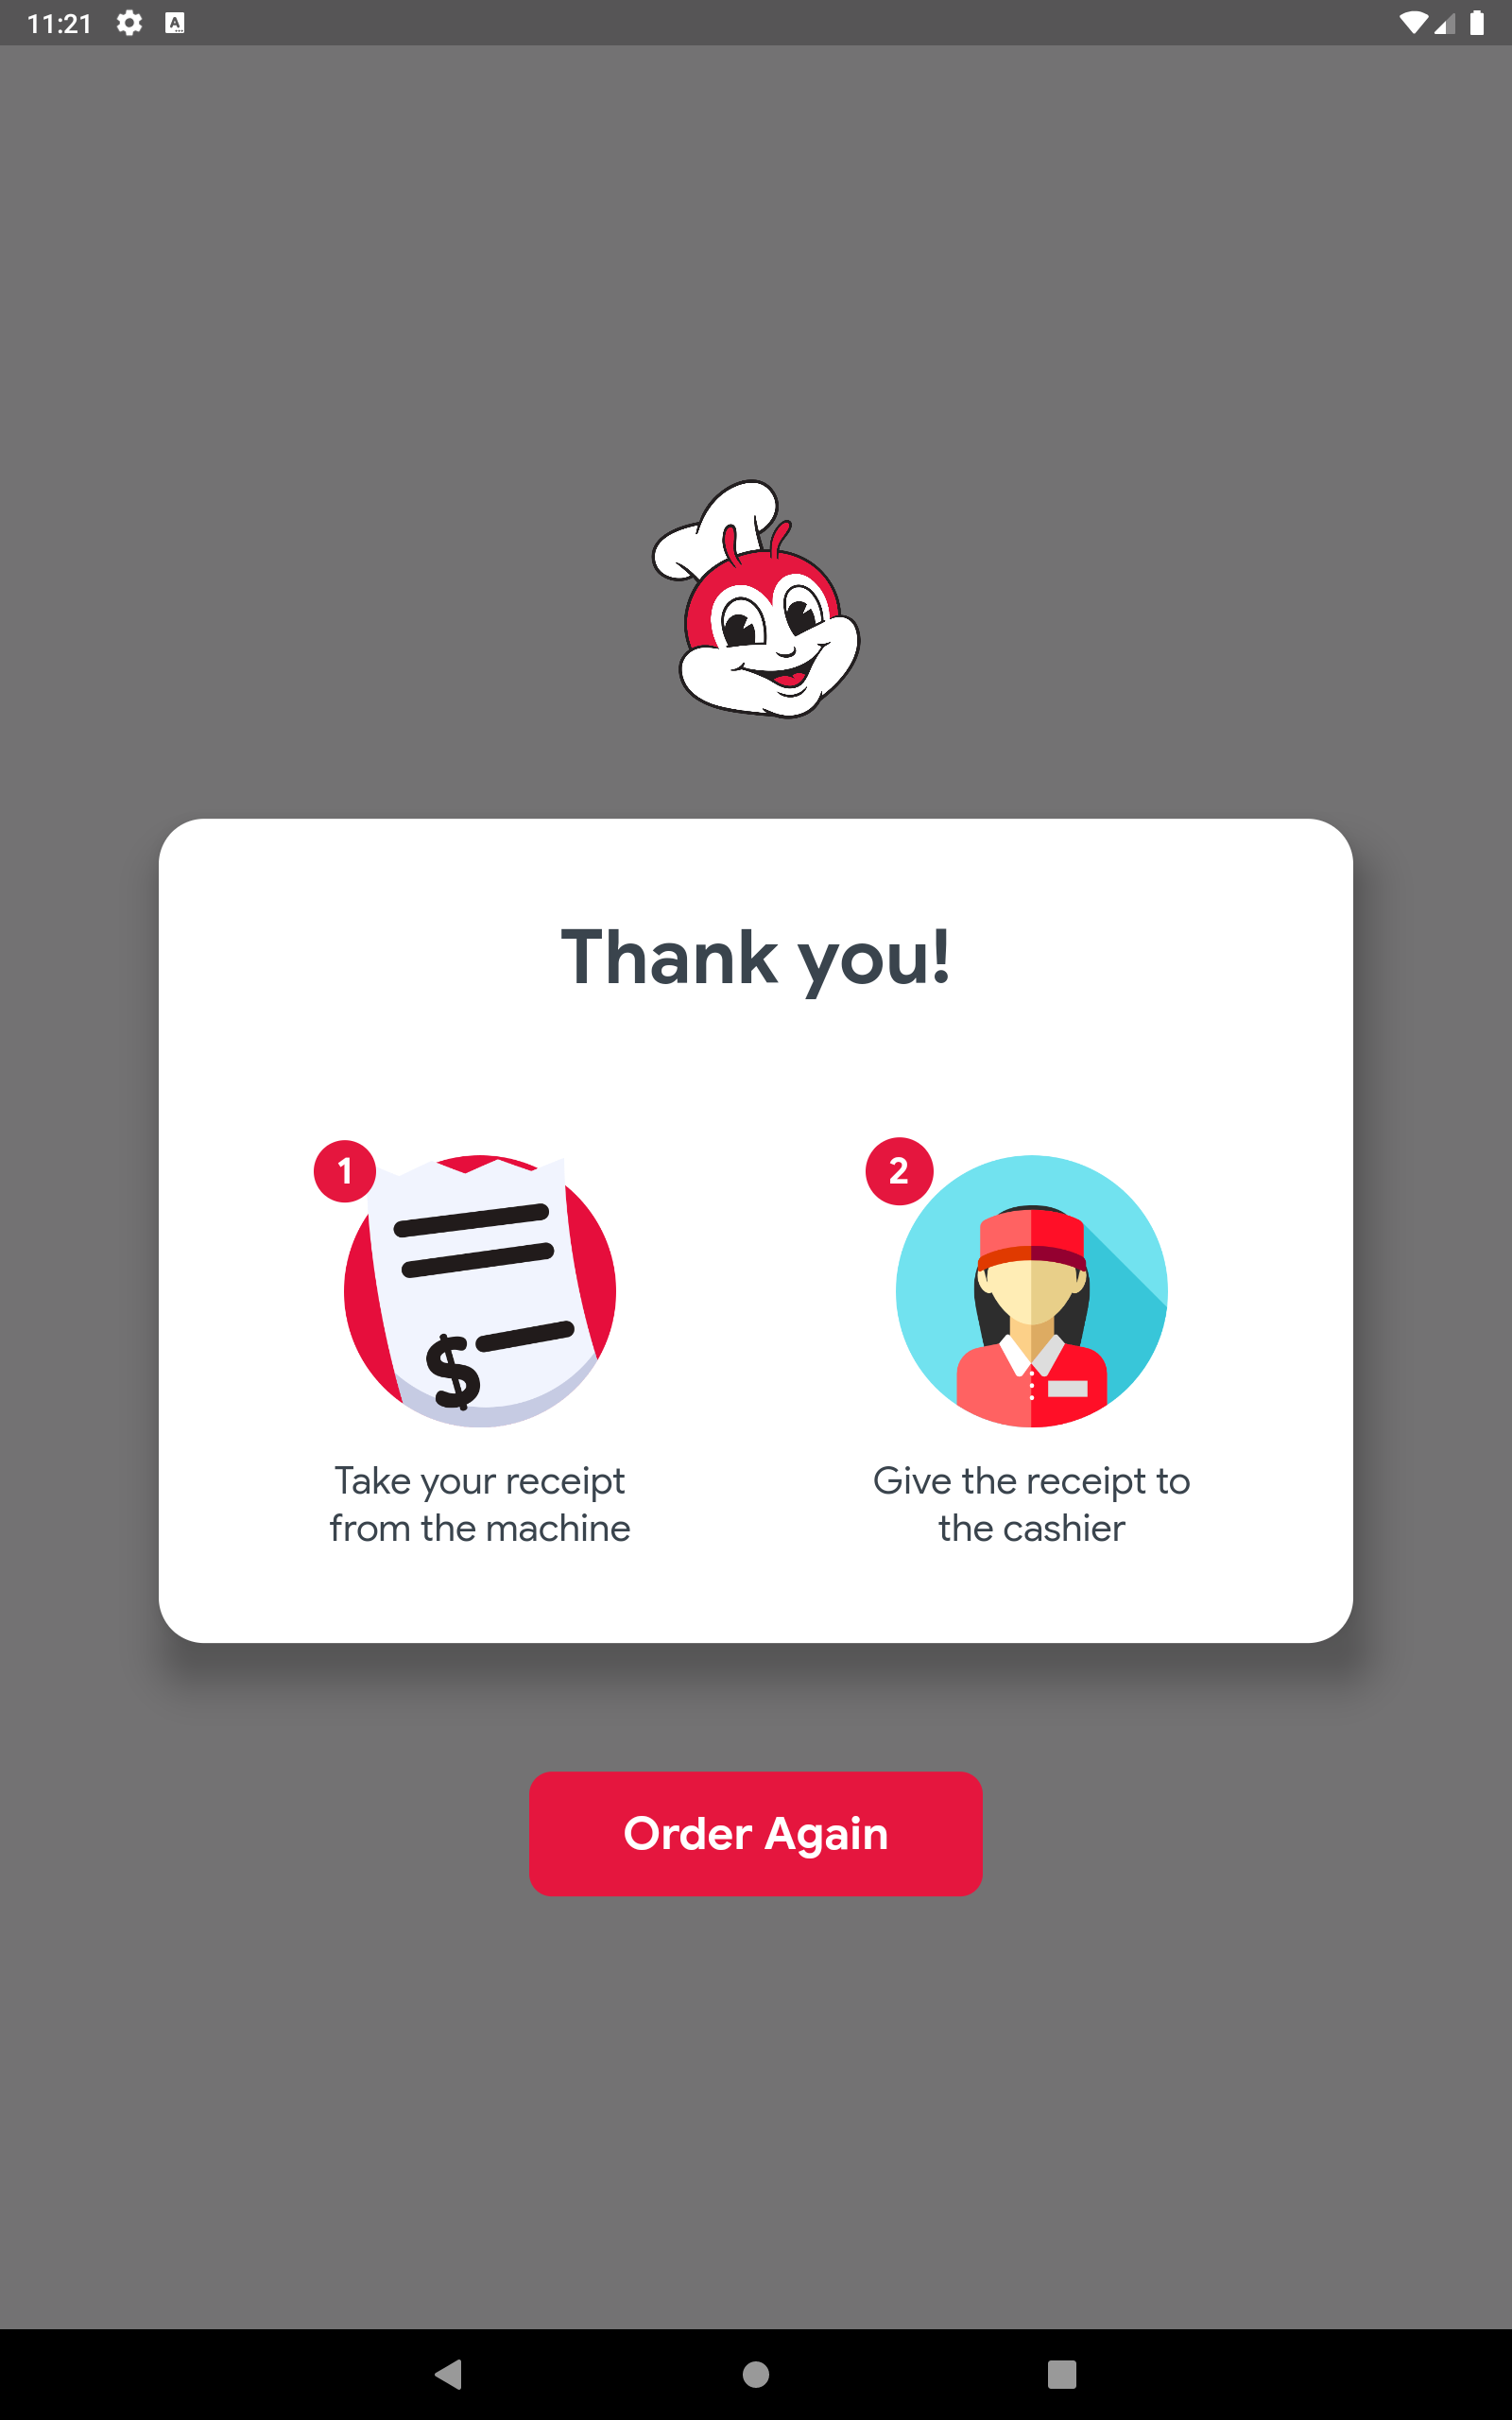 11:21
Thank you!
1
2
$
Take your receipt
from the machine
Give the receipt to
the cashier
Order Again